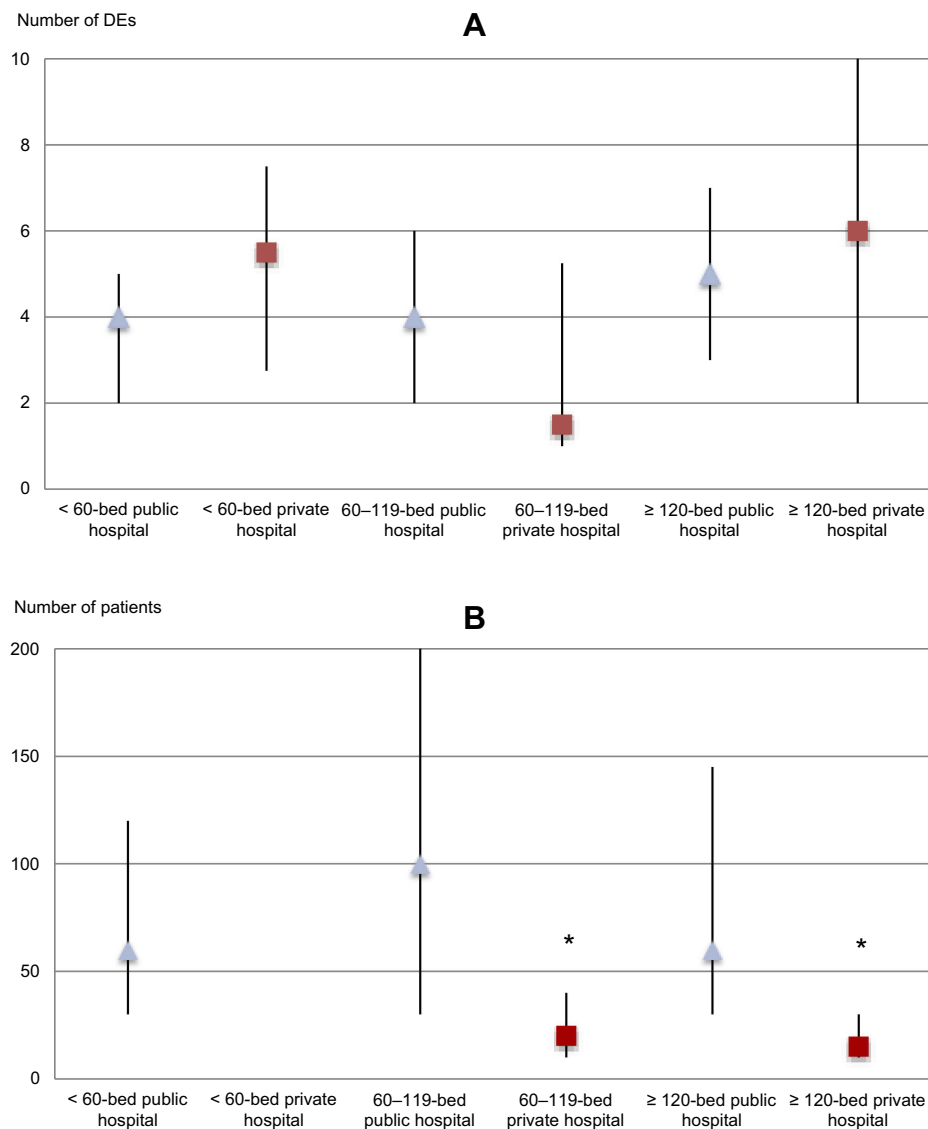 Number of DEs
A
10
8
6
4
2
0
< 60-bed public
hospital
< 60-bed private
hospital
60–119-bed public
hospital
60–119-bed
private hospital
≥ 120-bed public
hospital
≥ 120-bed private
hospital
Number of patients
B
200
150
100
50
0
*
*
< 60-bed public
hospital
< 60-bed private
hospital
60–119-bed
public hospital
60–119-bed
private hospital
≥ 120-bed public
hospital
≥ 120-bed private
hospital